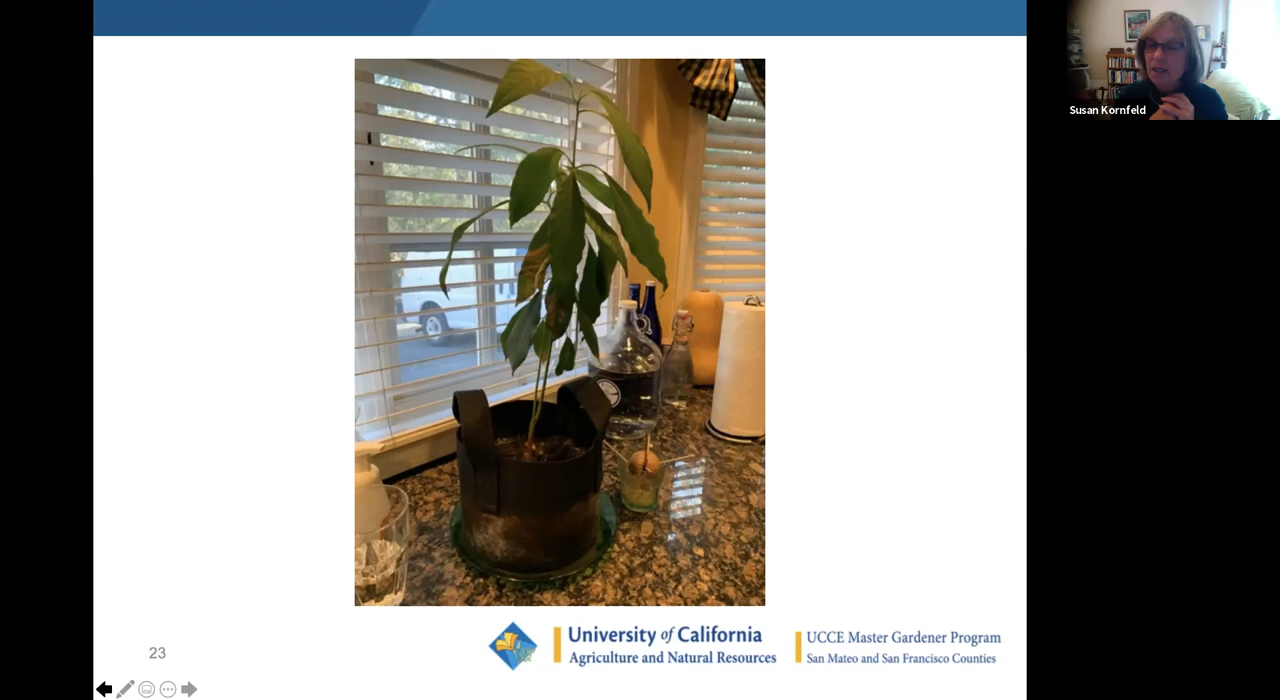 Susan Kornfeld
23
University of California
Agriculture and Natural Resources
UCCE Master Gardener Program
San Mateo and San Francisco Counties